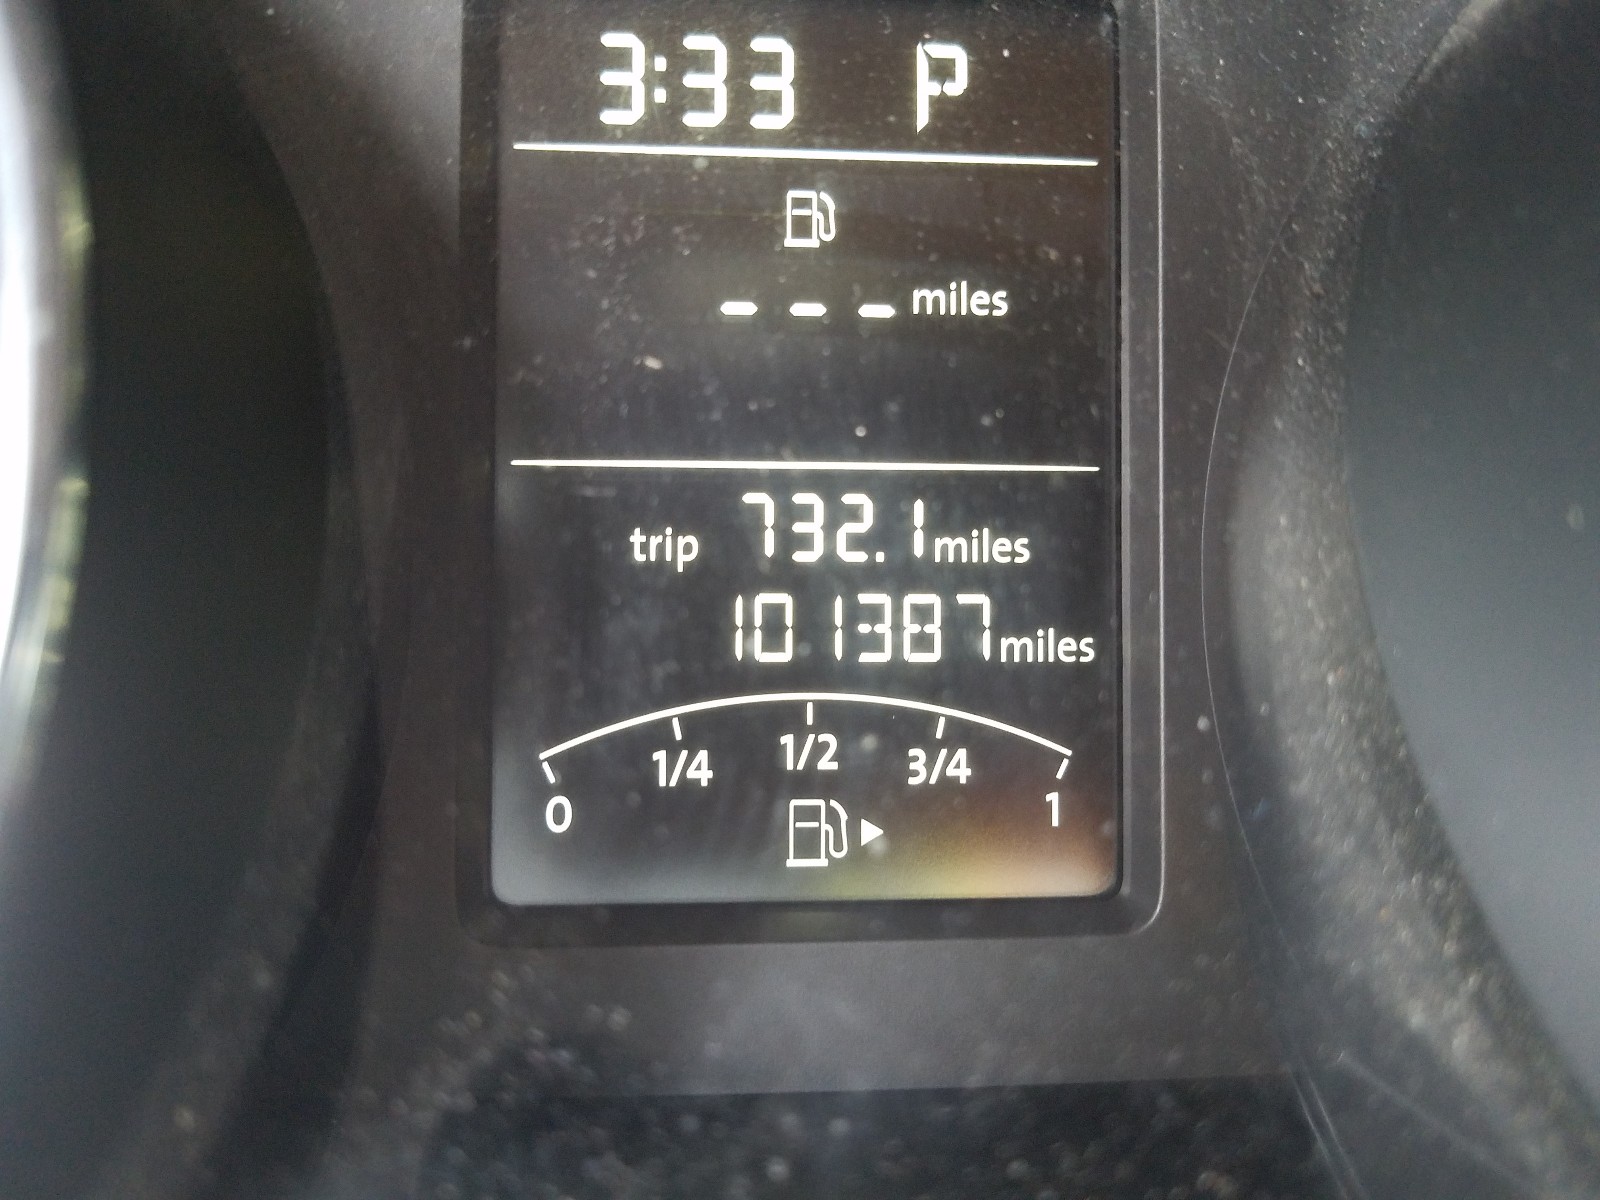 3:33 P
--- miles
trip 732.1 miles
101387 miles
0 1/4 1/2 3/4 1